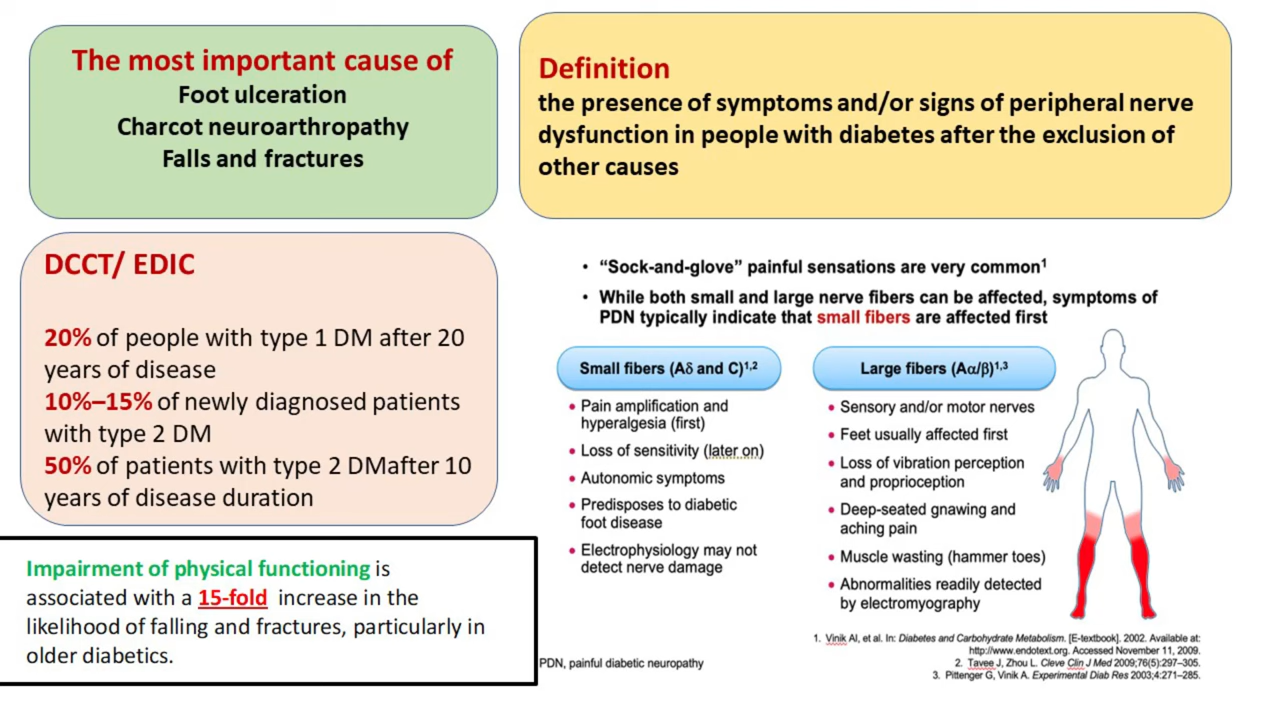 The most important cause of
Foot ulceration
Charcot neuroarthropathy
Falls and fractures
Definition
the presence of symptoms and/or signs of peripheral nerve
dysfunction in people with diabetes after the exclusion of
other causes
DCCT/ EDIC
20% of people with type 1 DM after 20
years of disease
10%–15% of newly diagnosed patients
with type 2 DM
50% of patients with type 2 DMafter 10
years of disease duration
Impairment of physical functioning is
associated with a 15-fold increase in the
likelihood of falling and fractures, particularly in
older diabetics.
• “Sock-and-glove” painful sensations are very common1
• While both small and large nerve fibers can be affected, symptoms of
PDN typically indicate that small fibers are affected first
Small fibers (Aδ and C)1,2
• Pain amplification and
hyperalgesia (first)
• Loss of sensitivity (later on)
• Autonomic symptoms
• Predisposes to diabetic
foot disease
• Electrophysiology may not
detect nerve damage
Large fibers (Aα/β)1,3
• Sensory and/or motor nerves
• Feet usually affected first
• Loss of vibration perception
and proprioception
• Deep-seated gnawing and
aching pain
• Muscle wasting (hammer toes)
• Abnormalities readily detected
by electromyography
1. Vinik AI, et al. In: Diabetes and Carbohydrate Metabolism. [E-textbook]. 2002. Available at:
http://www.endotext.org. Accessed November 11, 2009.
2. Tavee J, Zhou L. Cleve Clin J Med 2009;76(5):297–305.
3. Pittenger G, Vinik A. Experimental Diab Res 2003;4:271–285.
PDN, painful diabetic neuropathy